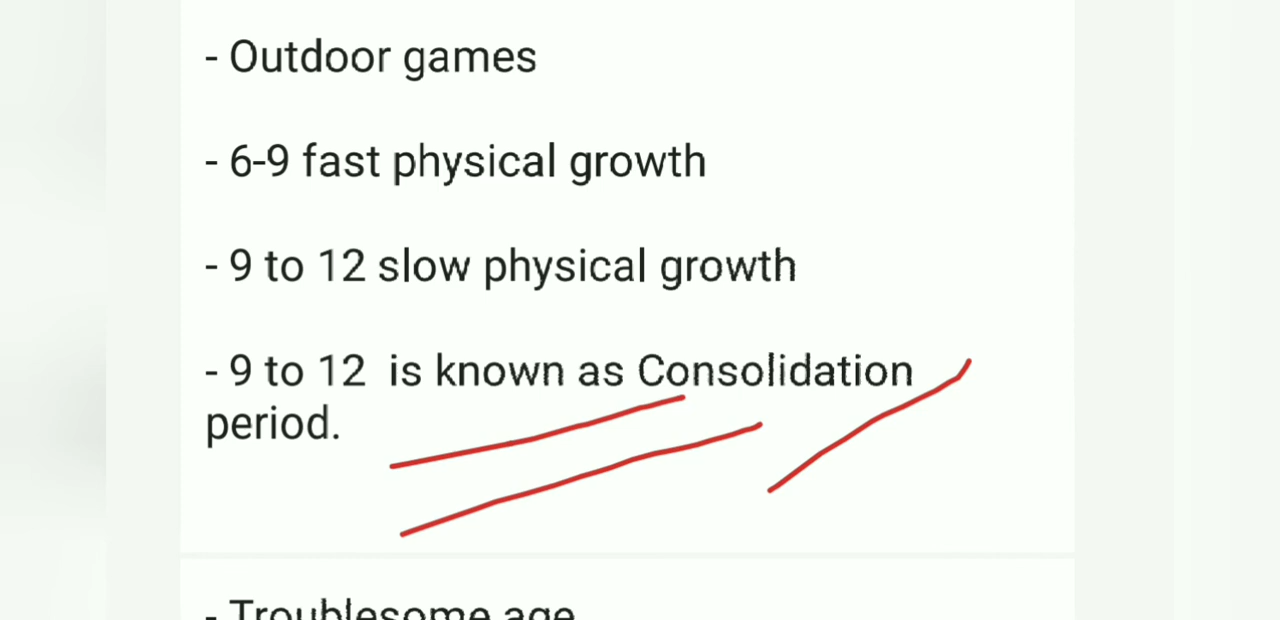 - Outdoor games
- 6-9 fast physical growth
- 9 to 12 slow physical growth
- 9 to 12 is known as Consolidation
period.
- Troublesome age